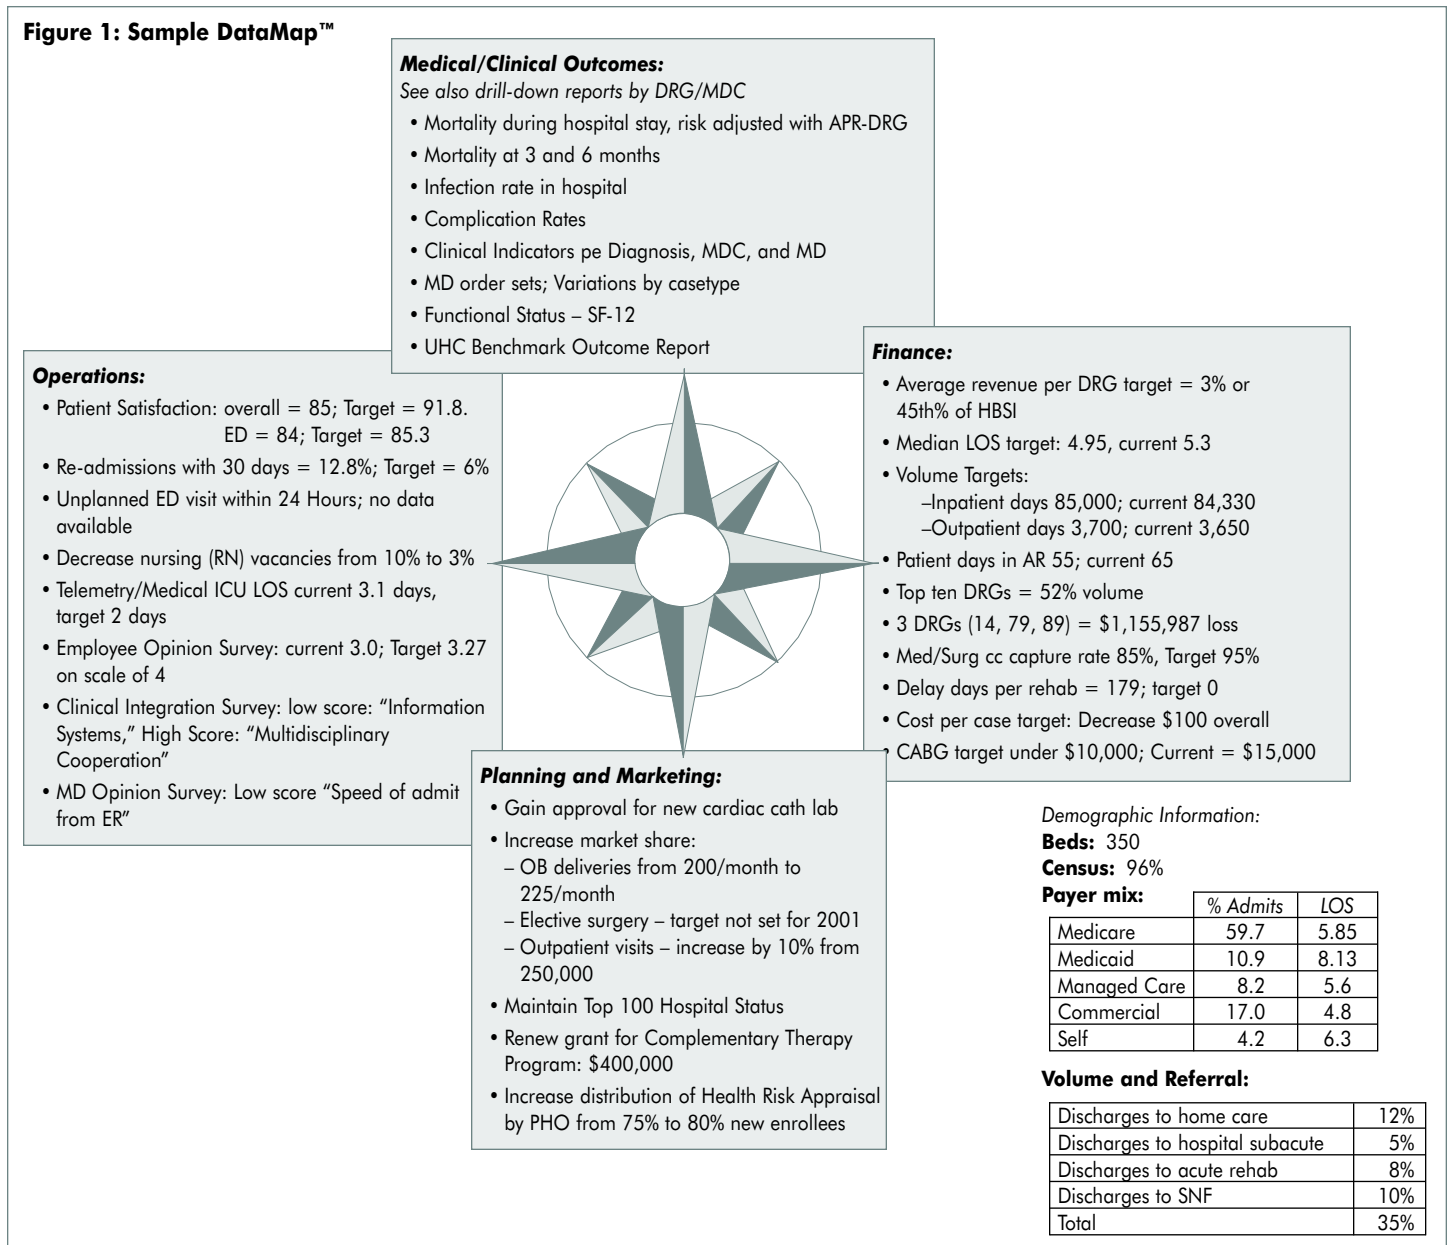 Figure 1: Sample DataMap™
Medical/Clinical Outcomes:
See also drill-down reports by DRG/MDC
• Mortality during hospital stay, risk adjusted with APR-DRG
• Mortality at 3 and 6 months
• Infection rate in hospital
• Complication Rates
• Clinical Indicators pe Diagnosis, MDC, and MD
• MD order sets; Variations by casetype
• Functional Status – SF-12
• UHC Benchmark Outcome Report
Operations:
• Patient Satisfaction: overall = 85; Target = 91.8.
ED = 84; Target = 85.3
• Re-admissions with 30 days = 12.8%; Target = 6%
• Unplanned ED visit within 24 Hours; no data
available
• Decrease nursing (RN) vacancies from 10% to 3%
• Telemetry/Medical ICU LOS current 3.1 days,
target 2 days
• Employee Opinion Survey: current 3.0; Target 3.27
on scale of 4
• Clinical Integration Survey: low score: “Information
Systems,” High Score: “Multidisciplinary
Cooperation”
• MD Opinion Survey: Low score “Speed of admit
from ER”
Finance:
• Average revenue per DRG target = 3% or
45th% of HBSI
• Median LOS target: 4.95, current 5.3
• Volume Targets:
–Inpatient days 85,000; current 84,330
–Outpatient days 3,700; current 3,650
• Patient days in AR 55; current 65
• Top ten DRGs = 52% volume
• 3 DRGs (14, 79, 89) = $1,155,987 loss
• Med/Surg cc capture rate 85%, Target 95%
• Delay days per rehab = 179; target 0
• Cost per case target: Decrease $100 overall
• CABG target under $10,000; Current = $15,000
Planning and Marketing:
• Gain approval for new cardiac cath lab
• Increase market share:
– OB deliveries from 200/month to
225/month
– Elective surgery – target not set for 2001
– Outpatient visits – increase by 10% from
250,000
• Maintain Top 100 Hospital Status
• Renew grant for Complementary Therapy
Program: $400,000
• Increase distribution of Health Risk Appraisal
by PHO from 75% to 80% new enrollees
Demographic Information:
Beds: 350
Census: 96%
Payer mix:
% Admits LOS
Medicare 59.7 5.85
Medicaid 10.9 8.13
Managed Care 8.2 5.6
Commercial 17.0 4.8
Self 4.2 6.3
Volume and Referral:
Discharges to home care 12%
Discharges to hospital subacute 5%
Discharges to acute rehab 8%
Discharges to SNF 10%
Total 35%